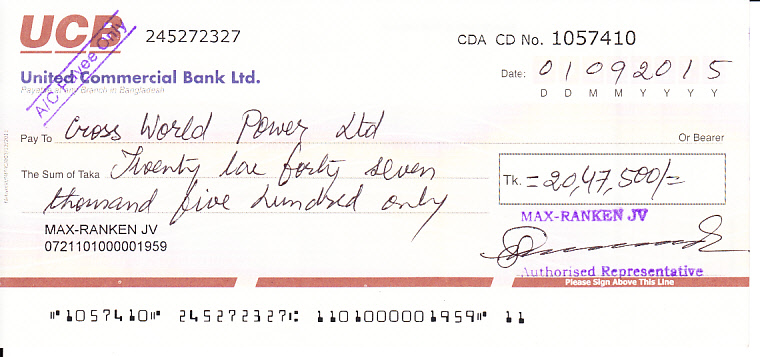 UCB 245272327 CDA CD No. 1057410
A/C Payee Only
United Commercial Bank Ltd. Date: 01092015
Payable at any Branch in Bangladesh D D M M Y Y Y Y
Pay To Cross World Power Ltd Or Bearer
The Sum of Taka Twenty lac forty seven Tk. =20,47,500/=
thousand five hundred only
MAX-RANKEN JV MAX-RANKEN JV
0721101000001959
Authorised Representative
Please Sign Above This Line
⑈1057410⑈ 245272327⑆ 1101000001959⑈ 11